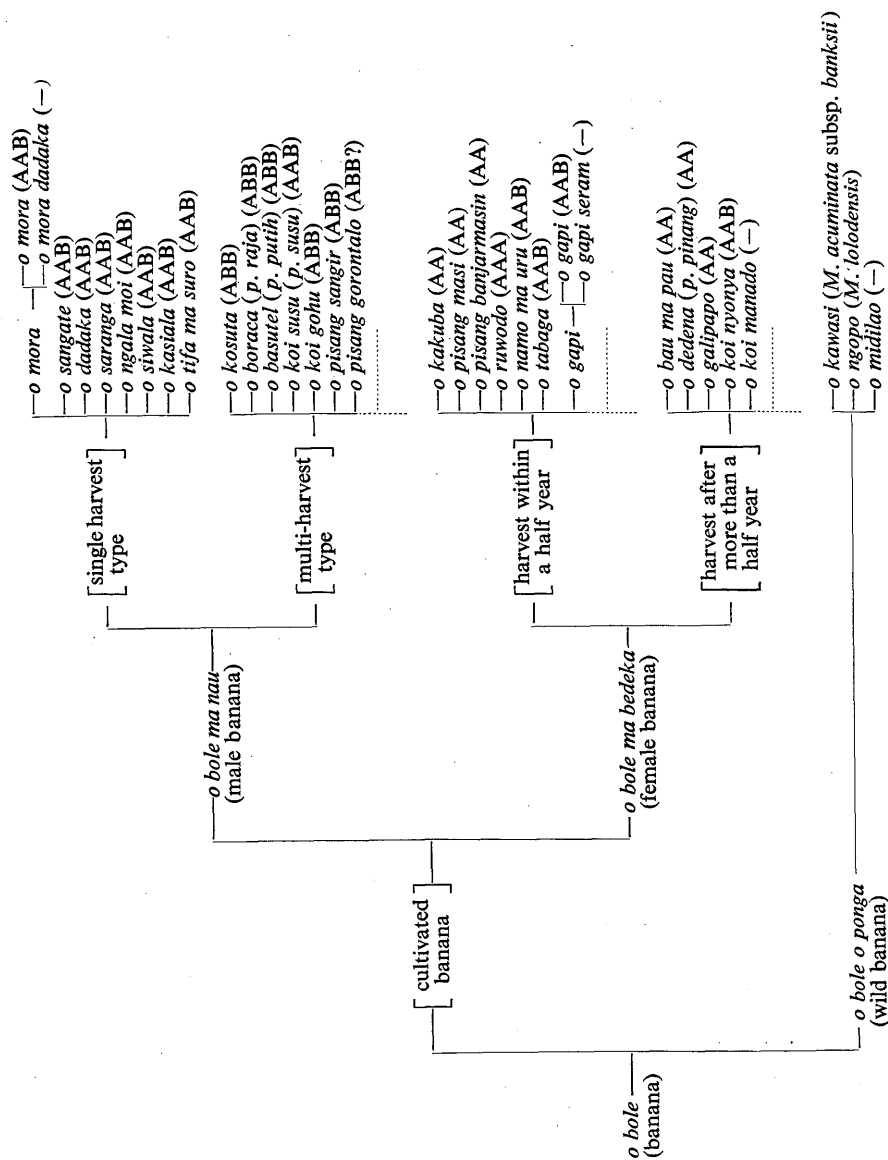 o bole
(banana)
[cultivated
banana]
o bole o ponga
(wild banana)
o bole ma nau
(male banana)
o bole ma bedeka
(female banana)
[single harvest
type]
[multi-harvest
type]
[harvest within
a half year]
[harvest after
more than a
half year]
o mora
o mora (AAB)
o mora dadaka (—)
o sangate (AAB)
o dadaka (AAB)
o saranga (AAB)
o ngala moi (AAB)
o siwala (AAB)
o kasiala (AAB)
o tifa ma suro (AAB)
o kosuta (ABB)
o boraca (p. raja) (ABB)
o basutel (p. putih) (ABB)
o koi susu (p. susu) (AAB)
o koi gohu (ABB)
o pisang sangir (ABB)
o pisang gorontalo (ABB?)
o kakuba (AA)
o pisang masi (AA)
o pisang banjarmasin (AA)
o ruwodo (AAA)
o namo ma uru (AAB)
o tabaga (AAB)
o gapi
o gapi (AAB)
o gapi seram (—)
o bau ma pau (AA)
o dedena (p. pinang) (AA)
o galipapo (AA)
o koi nyonya (AAB)
o koi manado (—)
o kawasi (M. acuminata subsp. banksii)
o ngopo (M. lolodensis)
o midilao (—)